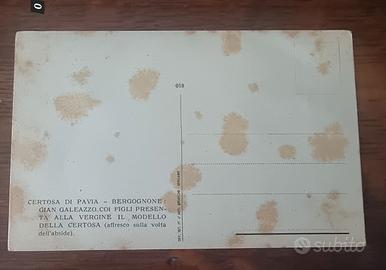 018
CERTOSA DI PAVIA - BERGOGNONE:
GIAN GALEAZZO, COI FIGLI PRESEN-
TA ALLA VERGINE IL MODELLO
DELLA CERTOSA (affresco sulla volta
dell'abside).
subito